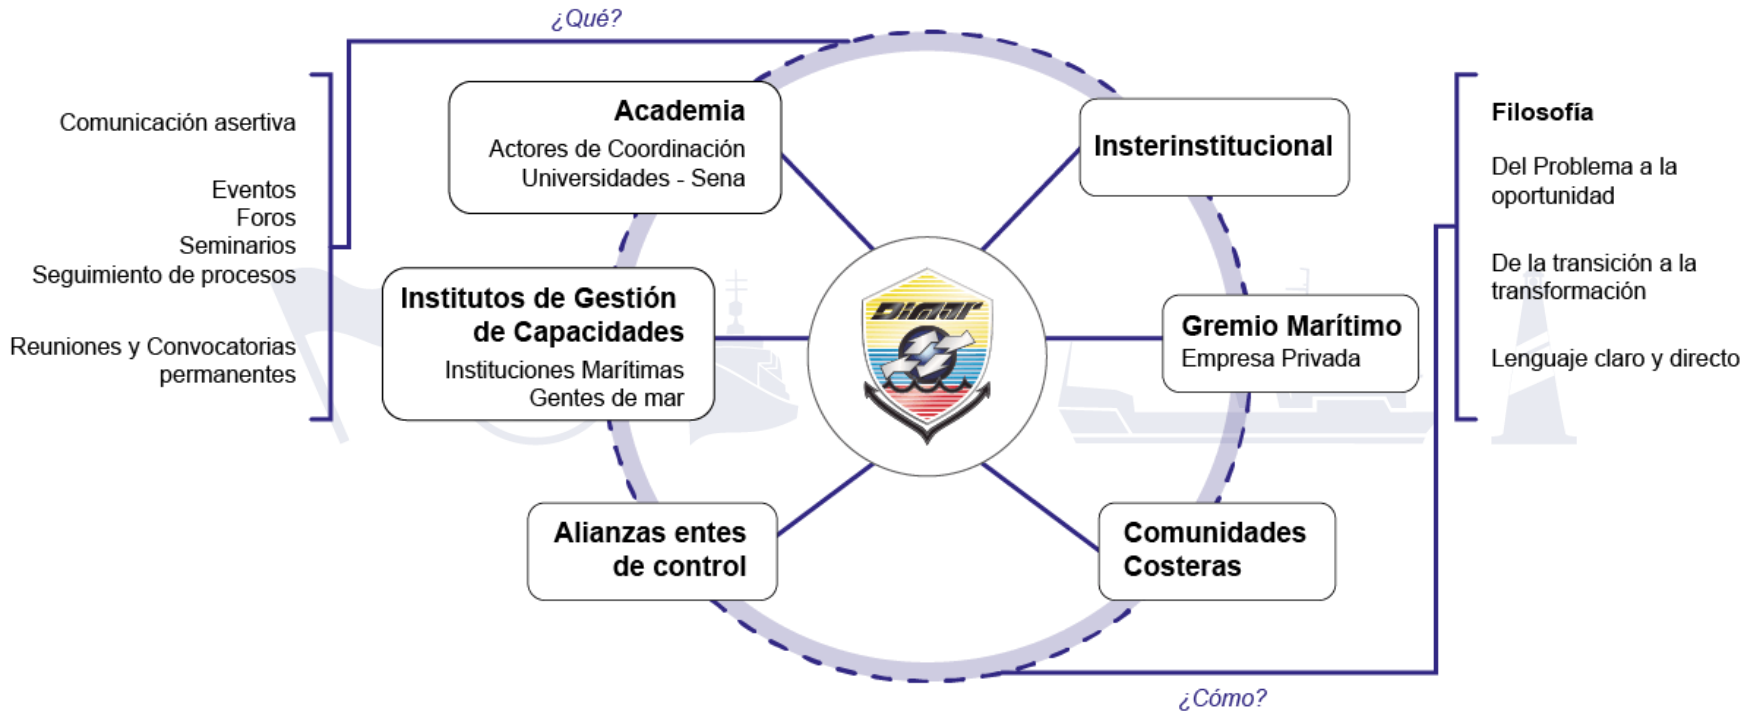 ¿Qué?
Comunicación asertiva
Eventos
Foros
Seminarios
Seguimiento de procesos
Reuniones y Convocatorias
permanentes
Academia
Actores de Coordinación
Universidades - Sena
Institutos de Gestión
de Capacidades
Instituciones Marítimas
Gentes de mar
Alianzas entes
de control
Dimar
Insterinstitucional
Gremio Marítimo
Empresa Privada
Comunidades
Costeras
Filosofía
Del Problema a la
oportunidad
De la transición a la
transformación
Lenguaje claro y directo
¿Cómo?